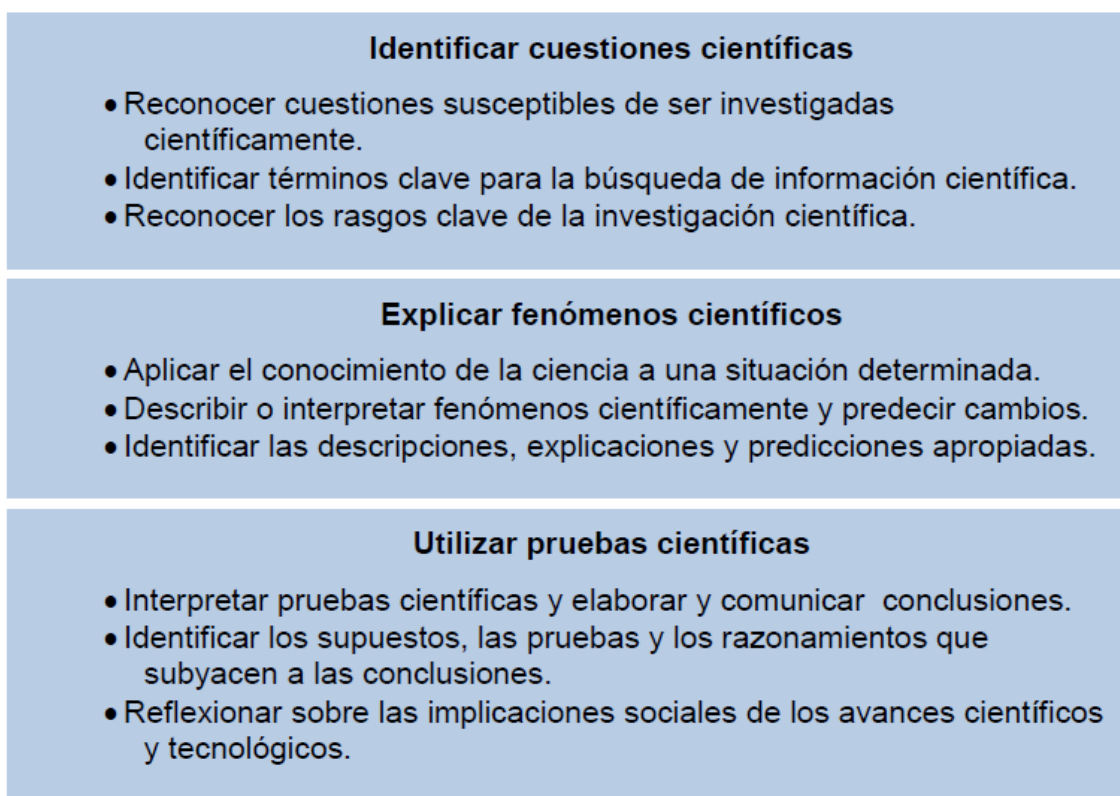 Identificar cuestiones científicas
• Reconocer cuestiones susceptibles de ser investigadas
científicamente.
• Identificar términos clave para la búsqueda de información científica.
• Reconocer los rasgos clave de la investigación científica.
Explicar fenómenos científicos
• Aplicar el conocimiento de la ciencia a una situación determinada.
• Describir o interpretar fenómenos científicamente y predecir cambios.
• Identificar las descripciones, explicaciones y predicciones apropiadas.
Utilizar pruebas científicas
• Interpretar pruebas científicas y elaborar y comunicar conclusiones.
• Identificar los supuestos, las pruebas y los razonamientos que
subyacen a las conclusiones.
• Reflexionar sobre las implicaciones sociales de los avances científicos
y tecnológicos.